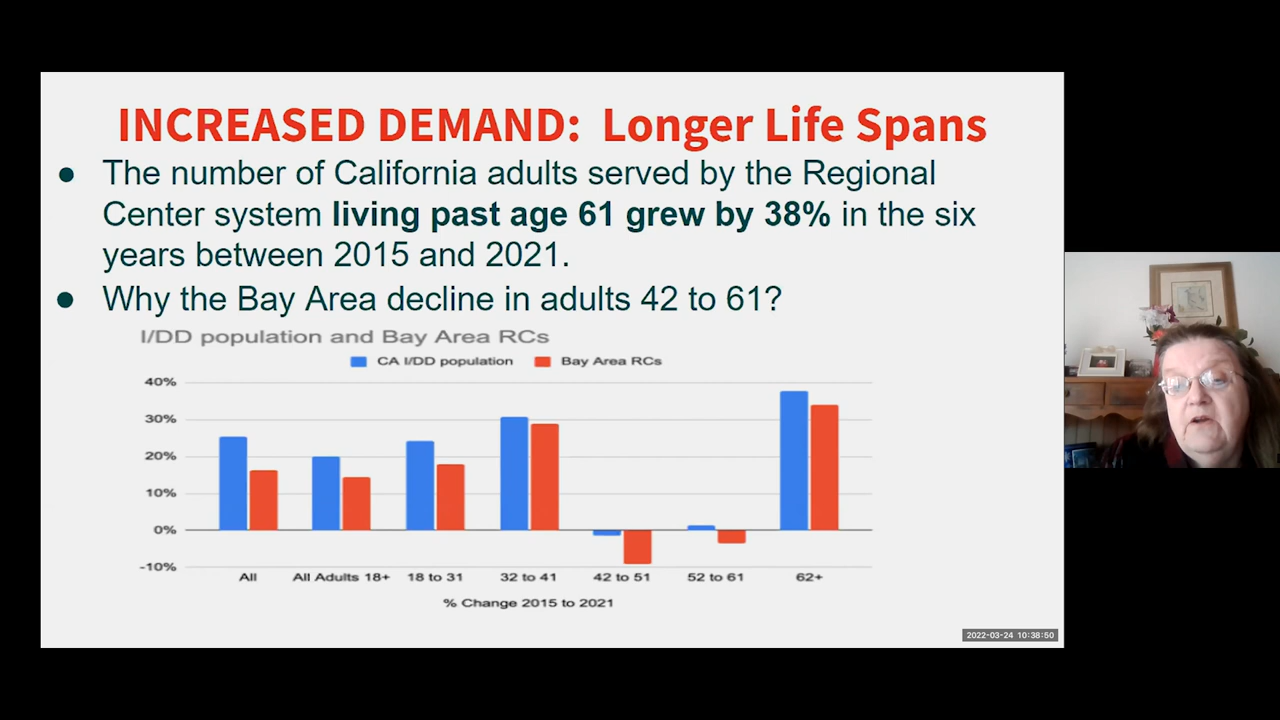 INCREASED DEMAND: Longer Life Spans
● The number of California adults served by the Regional
Center system living past age 61 grew by 38% in the six
years between 2015 and 2021.
● Why the Bay Area decline in adults 42 to 61?
I/DD population and Bay Area RCs
CA I/DD population Bay Area RCs
40%
30%
20%
10%
0%
-10%
All All Adults 18+ 18 to 31 32 to 41 42 to 51 52 to 61 62+
% Change 2015 to 2021
2022-03-24 10:38:50